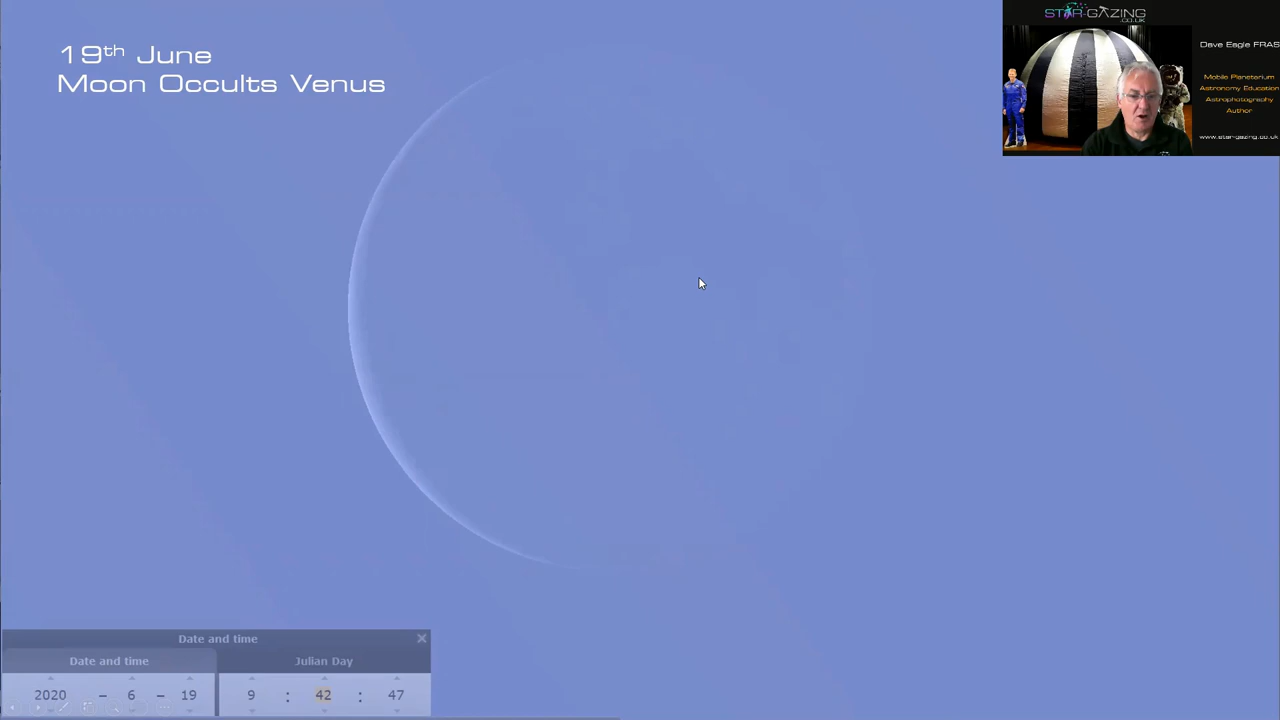 19th June
Moon Occults Venus
STAR-GAZING
.CO.UK
Dave Eagle FRAS
Mobile Planetarium
Astronomy Education
Astrophotography
Author
www.star-gazing.co.uk
Date and time
Date and time
Julian Day
2020 – 6 – 19
9 : 42 : 47